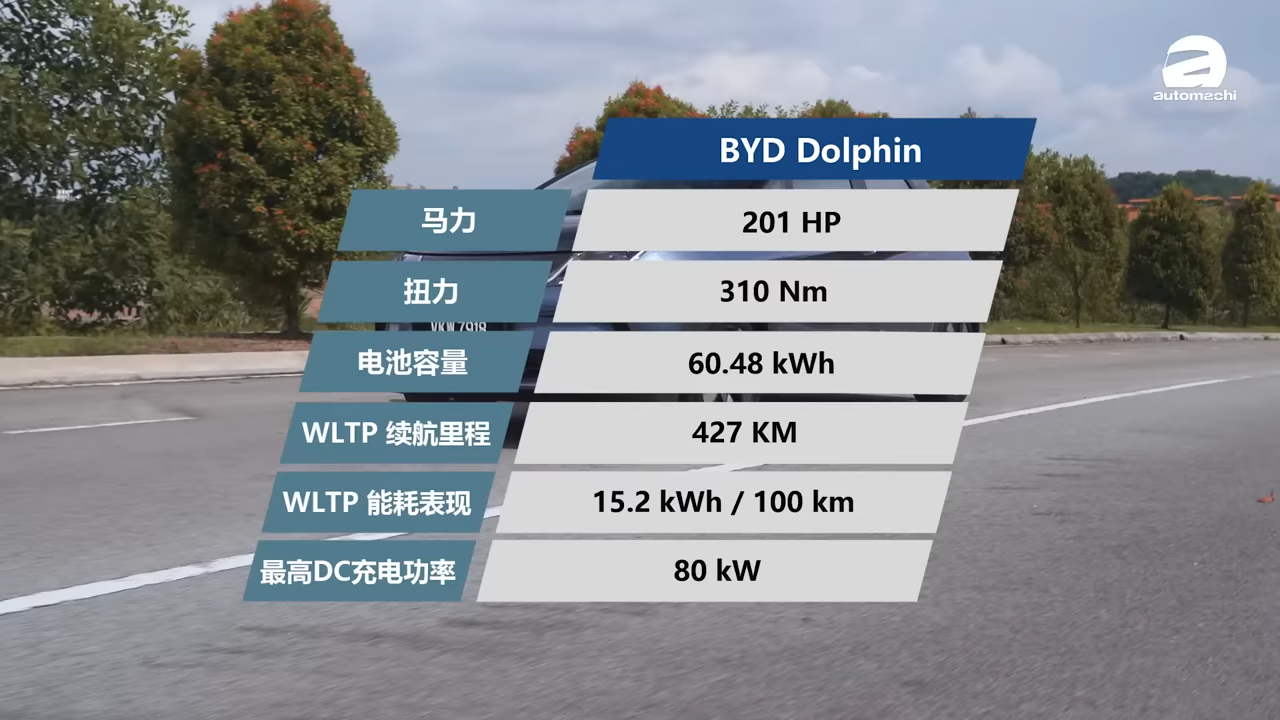 automachi
BYD Dolphin
马力 201 HP
扭力 310 Nm
电池容量 60.48 kWh
WLTP 续航里程 427 KM
WLTP 能耗表现 15.2 kWh / 100 km
最高DC充电功率 80 kW